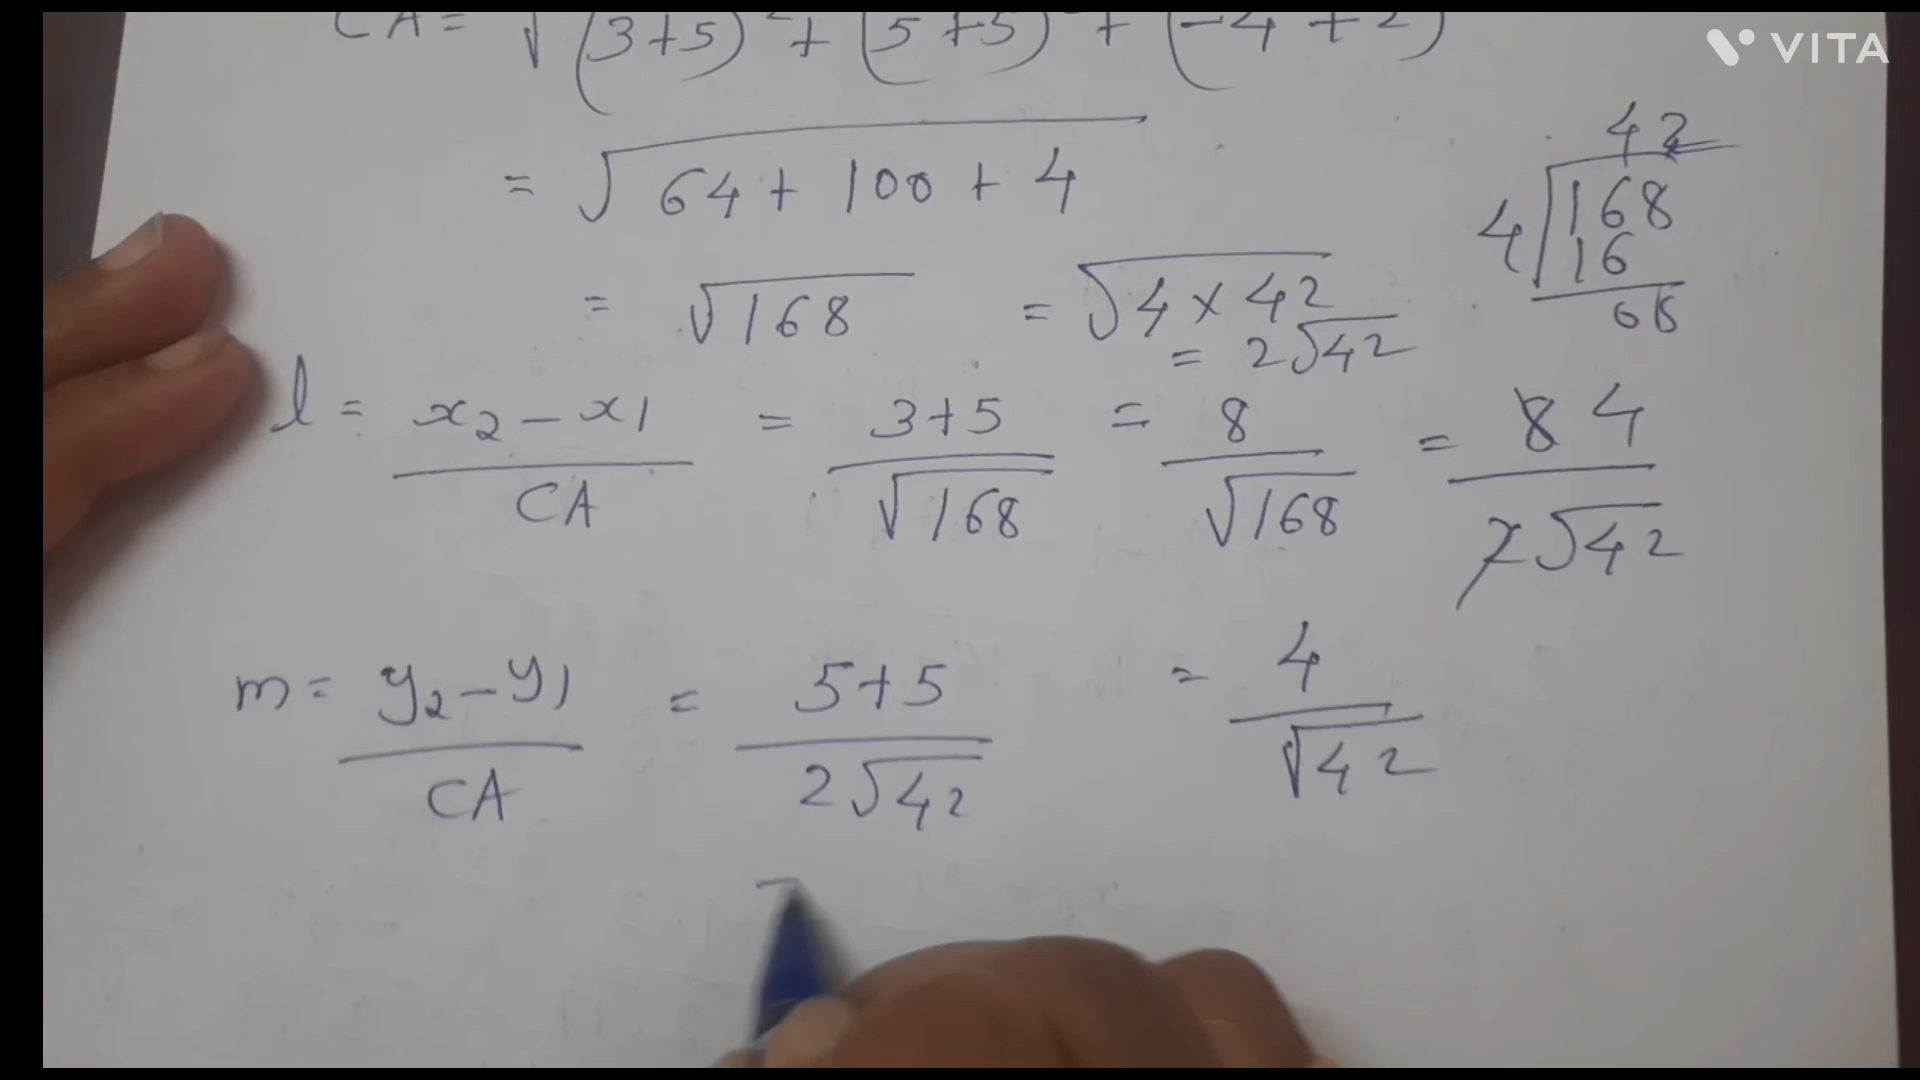 VITA
CA = √(3+5)² + (5+5)² + (-4+2)
= √64 + 100 + 4
= √168 = √4 × 42
= 2√42
42
4 168
16
08
l = x₂ - x₁ / CA = 3+5 / √168 = 8 / √168 = 8 4 / 2√42
= 4 / √42
m = y₂ - y₁ / CA = 5+5 / 2√42